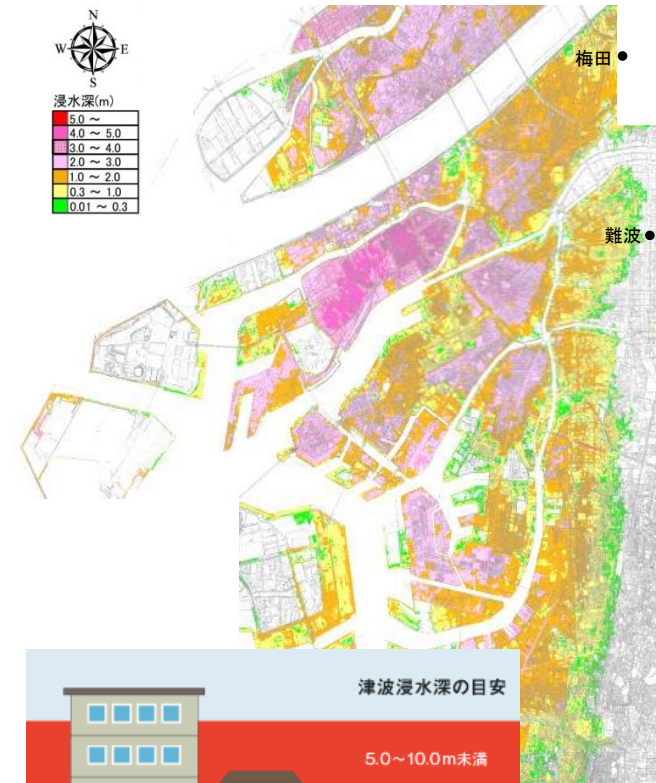 N
W E
S
浸水深(m)
5.0 ～
4.0 ～ 5.0
3.0 ～ 4.0
2.0 ～ 3.0
1.0 ～ 2.0
0.3 ～ 1.0
0.01 ～ 0.3
梅田
難波
津波浸水深の目安
5.0～10.0m未満